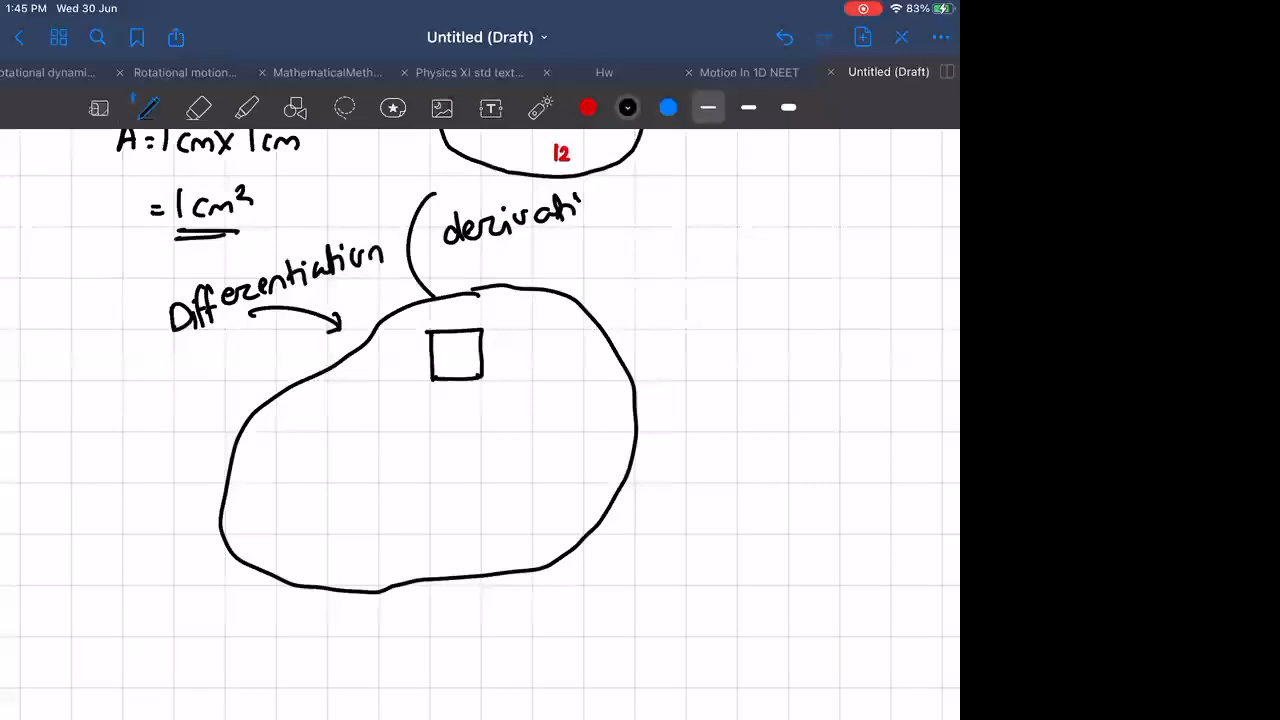 1:45 PM Wed 30 Jun
83%
Untitled (Draft)
otational dynami...
Rotational motion...
MathematicalMeth...
Physics XI std text...
Hw
Motion In 1D NEET
Untitled (Draft)
A = 1cm x 1cm
12
= 1cm²
derivati
Differentiation